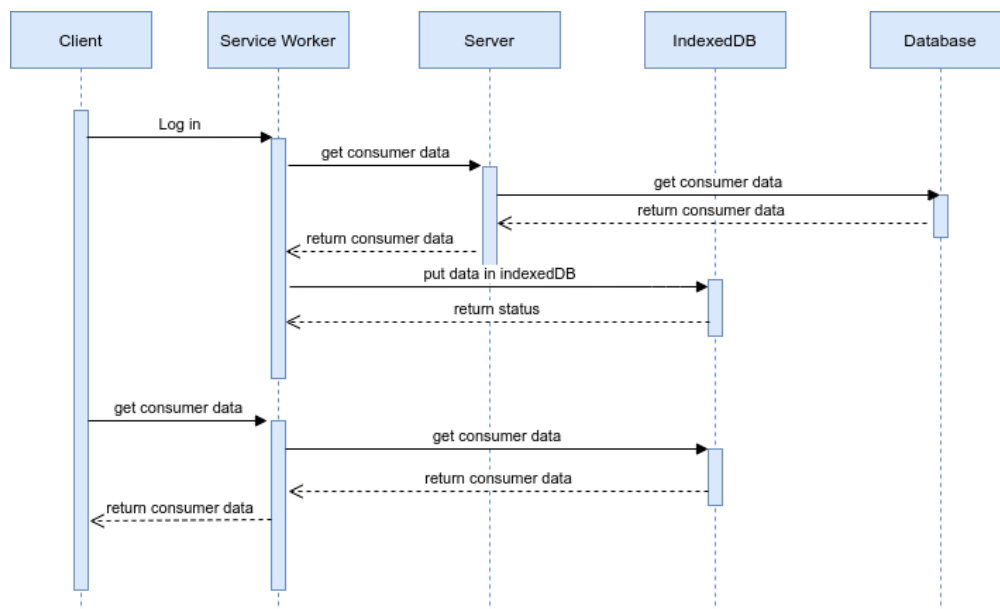 Client
Service Worker
Server
IndexedDB
Database
Log in
get consumer data
get consumer data
return consumer data
return consumer data
put data in indexedDB
return status
get consumer data
get consumer data
return consumer data
return consumer data